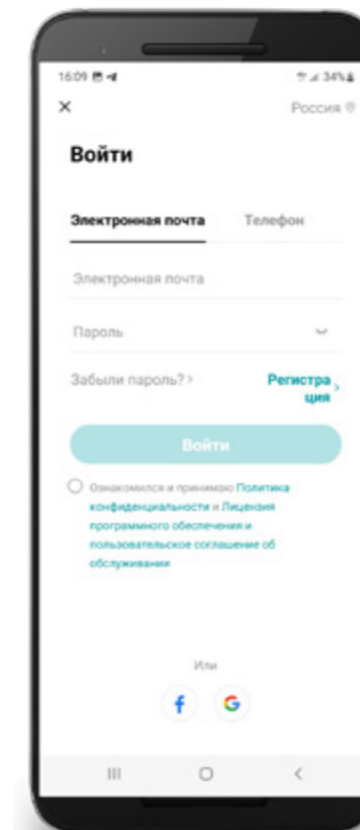 16:09 34%
Россия
Войти
Электронная почта Телефон
Электронная почта
Пароль
Забыли пароль? > Регистра
ция >
Войти
Ознакомился и принимаю Политика
конфиденциальности и Лицензия
программного обеспечения и
пользовательское соглашение об
обслуживании
Или